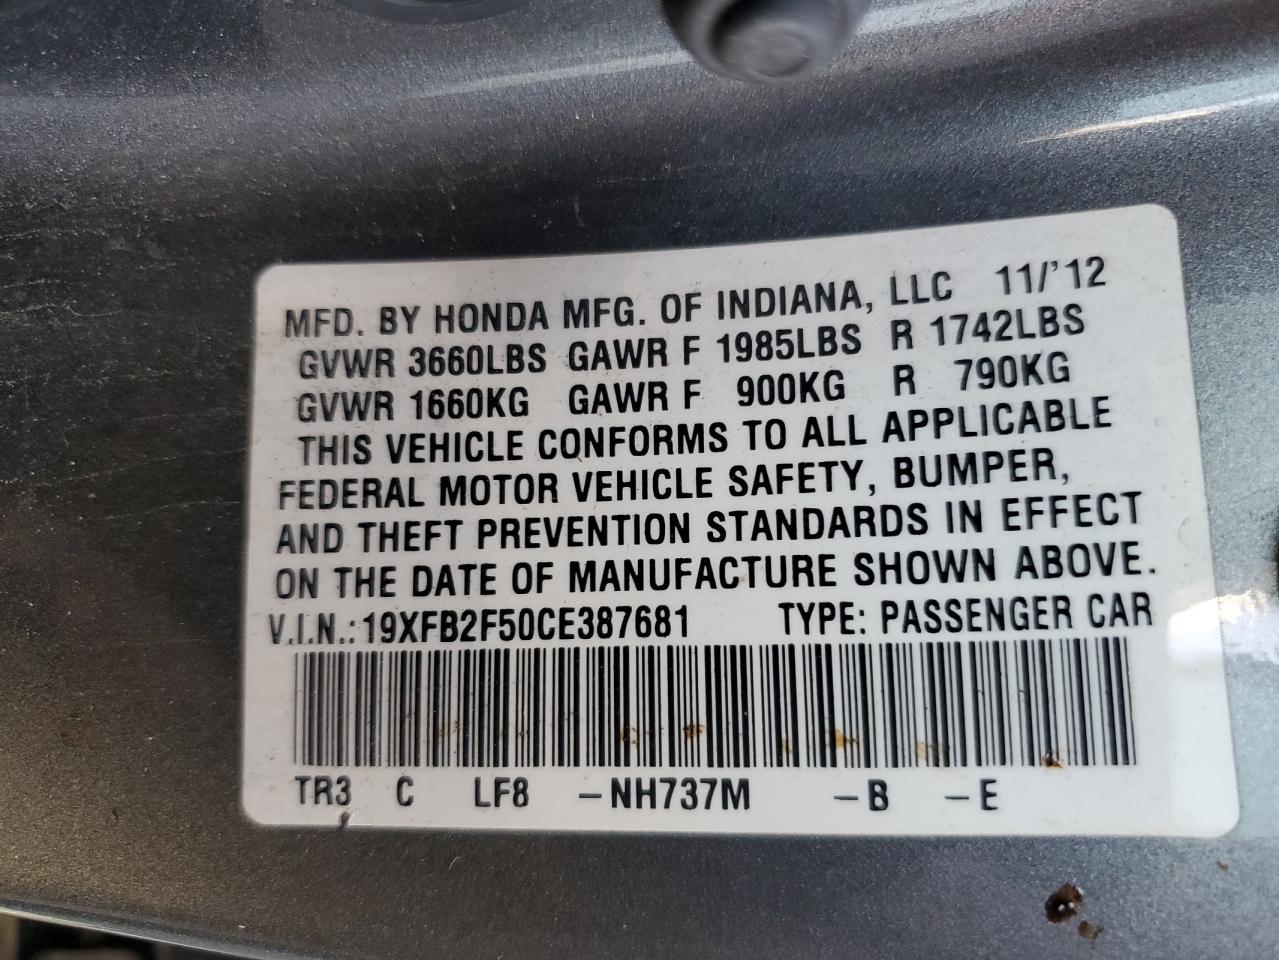 MFD. BY HONDA MFG. OF INDIANA, LLC 11/'12
GVWR 3660LBS GAWR F 1985LBS R 1742LBS
GVWR 1660KG GAWR F 900KG R 790KG
THIS VEHICLE CONFORMS TO ALL APPLICABLE
FEDERAL MOTOR VEHICLE SAFETY, BUMPER,
AND THEFT PREVENTION STANDARDS IN EFFECT
ON THE DATE OF MANUFACTURE SHOWN ABOVE.
V.I.N.: 19XFB2F50CE387681 TYPE: PASSENGER CAR
TR3 C LF8 -NH737M -B -E